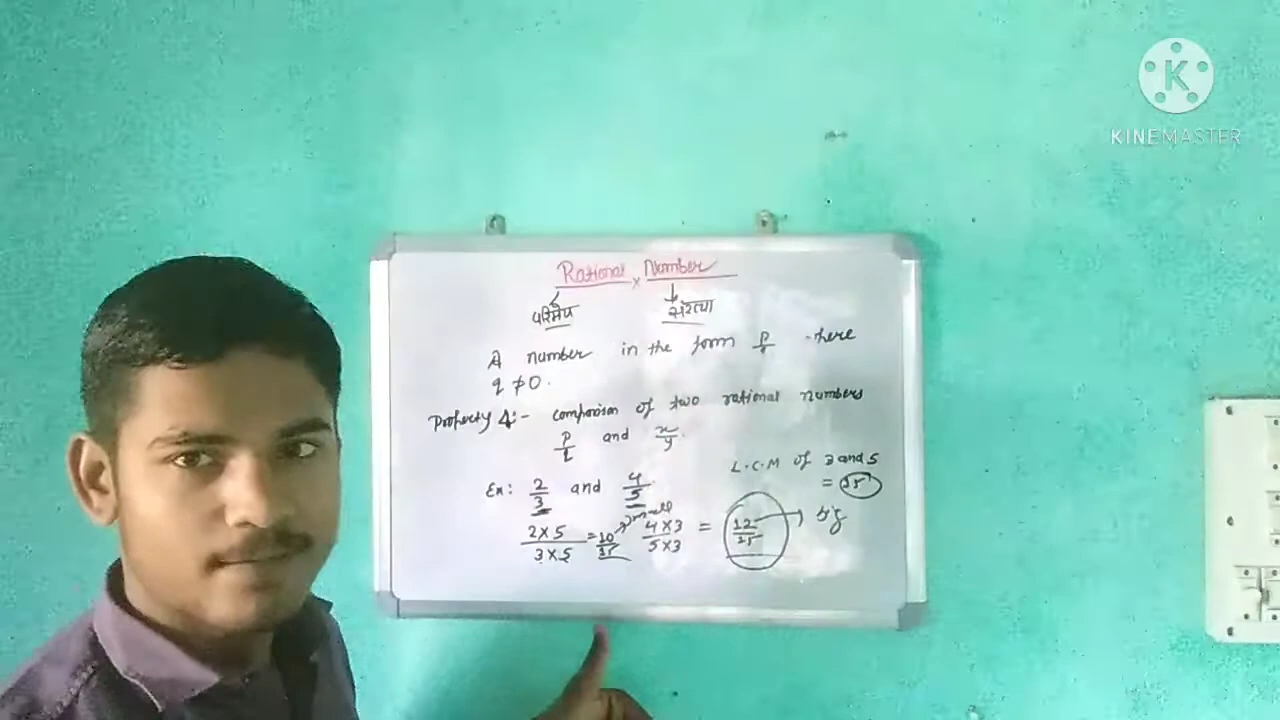 Rational Number
परिमेय संख्या
A number in the form p/q where
q ≠ 0.
Property 4:- comparison of two rational numbers
p/q and x/y.
L.C.M of 3 and 5
= 15
Ex: 2/3 and 4/5.
2×5/3×5 = 10/15 → small 4×3/5×3 = 12/15 → big
K
KINEMASTER